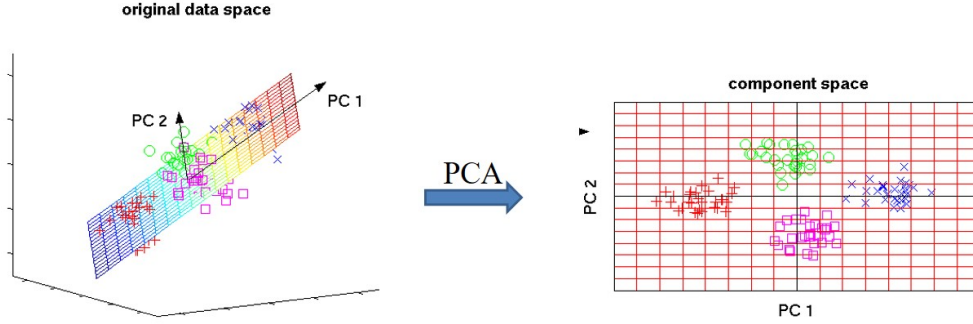 original data space
PC 1
PC 2
PCA
component space
PC 2
PC 1